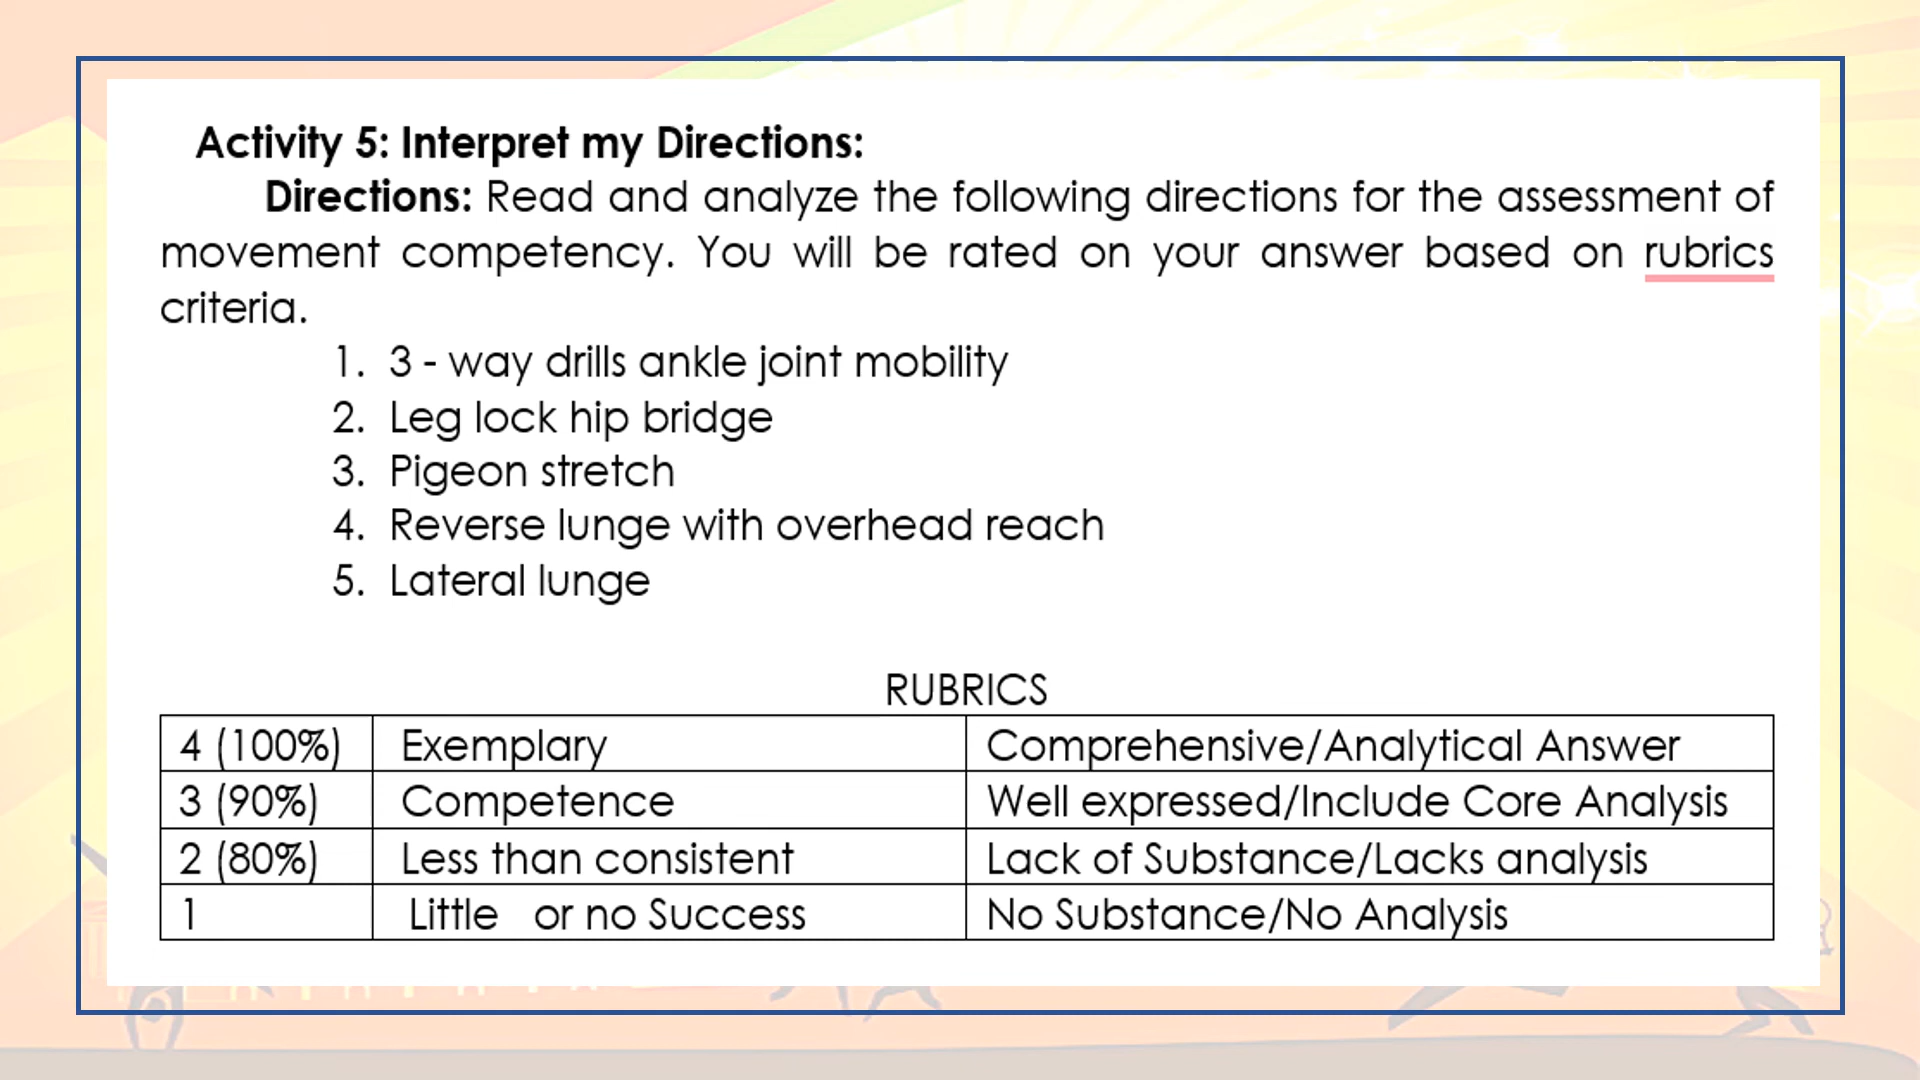 Activity 5: Interpret my Directions:
Directions: Read and analyze the following directions for the assessment of
movement competency. You will be rated on your answer based on rubrics
criteria.
1. 3 - way drills ankle joint mobility
2. Leg lock hip bridge
3. Pigeon stretch
4. Reverse lunge with overhead reach
5. Lateral lunge
RUBRICS
4 (100%) Exemplary Comprehensive/Analytical Answer
3 (90%) Competence Well expressed/Include Core Analysis
2 (80%) Less than consistent Lack of Substance/Lacks analysis
1 Little or no Success No Substance/No Analysis